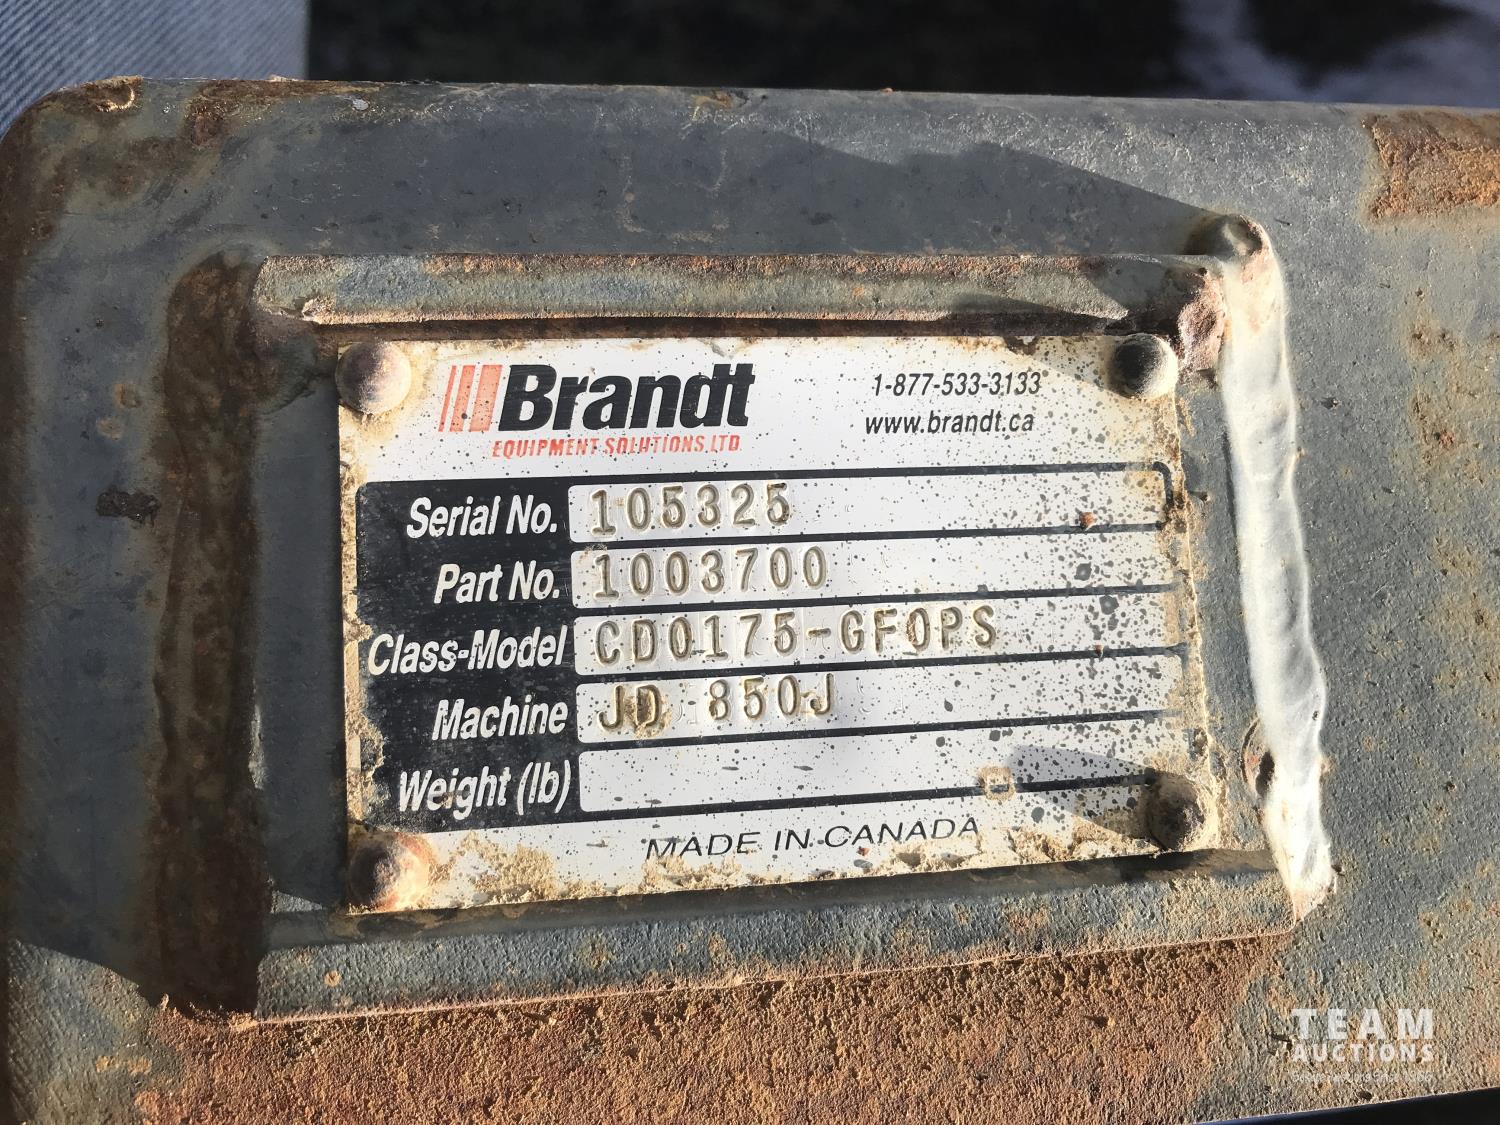 Brandt
EQUIPMENT SOLUTIONS LTD.
1-877-533-3133
www.brandt.ca
Serial No. 105325
Part No. 1003700
Class-Model CD0175-GFOPS
Machine JD 850J
Weight (lb)
MADE IN CANADA
TEAM
AUCTIONS